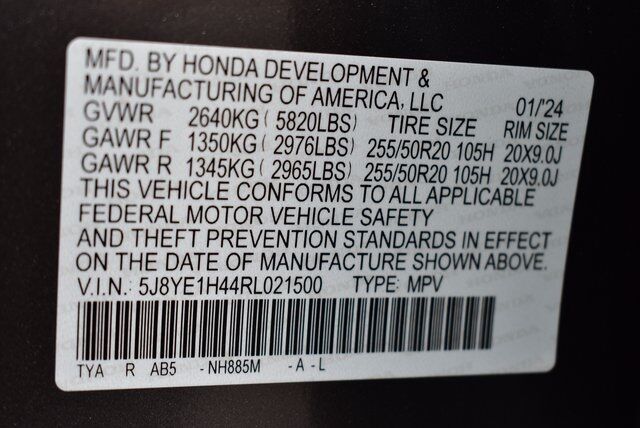 MFD. BY HONDA DEVELOPMENT &
MANUFACTURING OF AMERICA, LLC 01/'24
GVWR 2640KG ( 5820LBS) TIRE SIZE RIM SIZE
GAWR F 1350KG ( 2976LBS) 255/50R20 105H 20X9.0J
GAWR R 1345KG ( 2965LBS) 255/50R20 105H 20X9.0J
THIS VEHICLE CONFORMS TO ALL APPLICABLE
FEDERAL MOTOR VEHICLE SAFETY
AND THEFT PREVENTION STANDARDS IN EFFECT
ON THE DATE OF MANUFACTURE SHOWN ABOVE.
V.I.N: 5J8YE1H44RL021500 TYPE: MPV
TYA R AB5 - NH885M - A - L